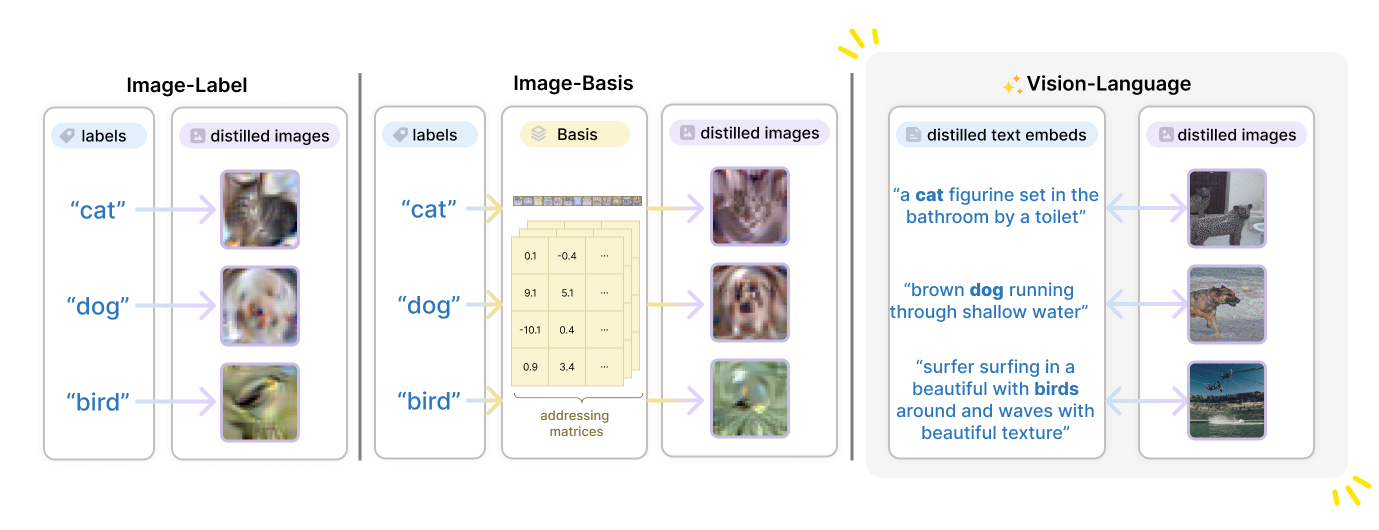 Image-Label
labels
distilled images
“cat”
“dog”
“bird”
Image-Basis
labels
Basis
distilled images
“cat”
“dog”
“bird”
0.1 -0.4 ...
9.1 5.1 ...
-10.1 0.4 ...
0.9 3.4 ...
addressing
matrices
Vision-Language
distilled text embeds
distilled images
“a cat figurine set in the
bathroom by a toilet”
“brown dog running
through shallow water”
“surfer surfing in a
beautiful with birds
around and waves with
beautiful texture”